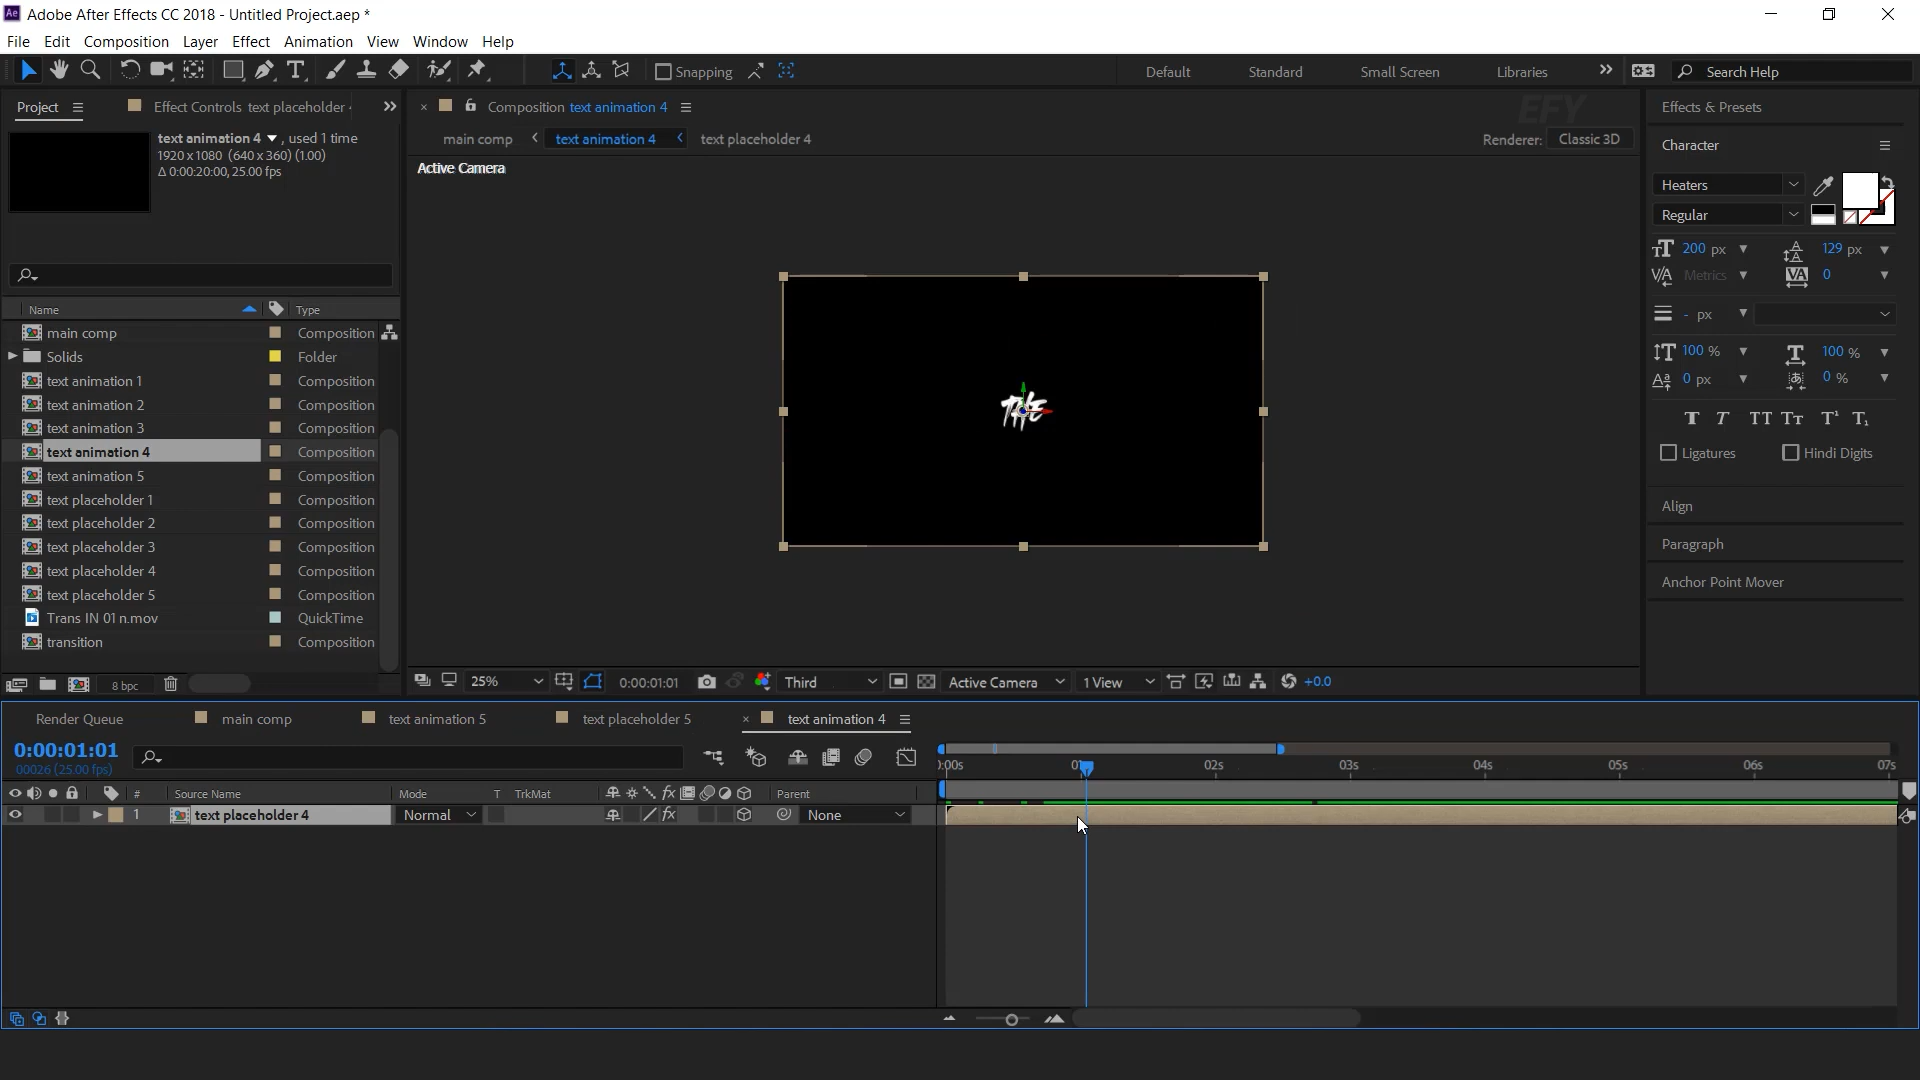 Adobe After Effects CC 2018 - Untitled Project.aep *
File Edit Composition Layer Effect Animation View Window Help
Snapping
Default Standard Small Screen Libraries
Search Help
Project Effect Controls text placeholder
Composition text animation 4
EFY
Effects & Presets
text animation 4 , used 1 time
1920 x 1080 (640 x 360) (1.00)
Δ 0:00:20:00, 25.00 fps
main comp text animation 4 text placeholder 4
Renderer: Classic 3D
Active Camera
THE
Character
Heaters
Regular
200 px 129 px
Metrics 0
- px
100 % 100 %
0 px 0 %
Ligatures Hindi Digits
Align
Paragraph
Anchor Point Mover
Name Type
main comp Composition
Solids Folder
text animation 1 Composition
text animation 2 Composition
text animation 3 Composition
text animation 4 Composition
text animation 5 Composition
text placeholder 1 Composition
text placeholder 2 Composition
text placeholder 3 Composition
text placeholder 4 Composition
text placeholder 5 Composition
Trans IN 01 n.mov QuickTime
transition Composition
8 bpc
25% 0:00:01:01 Third Active Camera 1 View +0.0
Render Queue main comp text animation 5 text placeholder 5 text animation 4
0:00:01:01
00026 (25.00 fps)
):00s 01s 02s 03s 04s 05s 06s 07s
# Source Name Mode T TrkMat Parent
1 text placeholder 4 Normal None